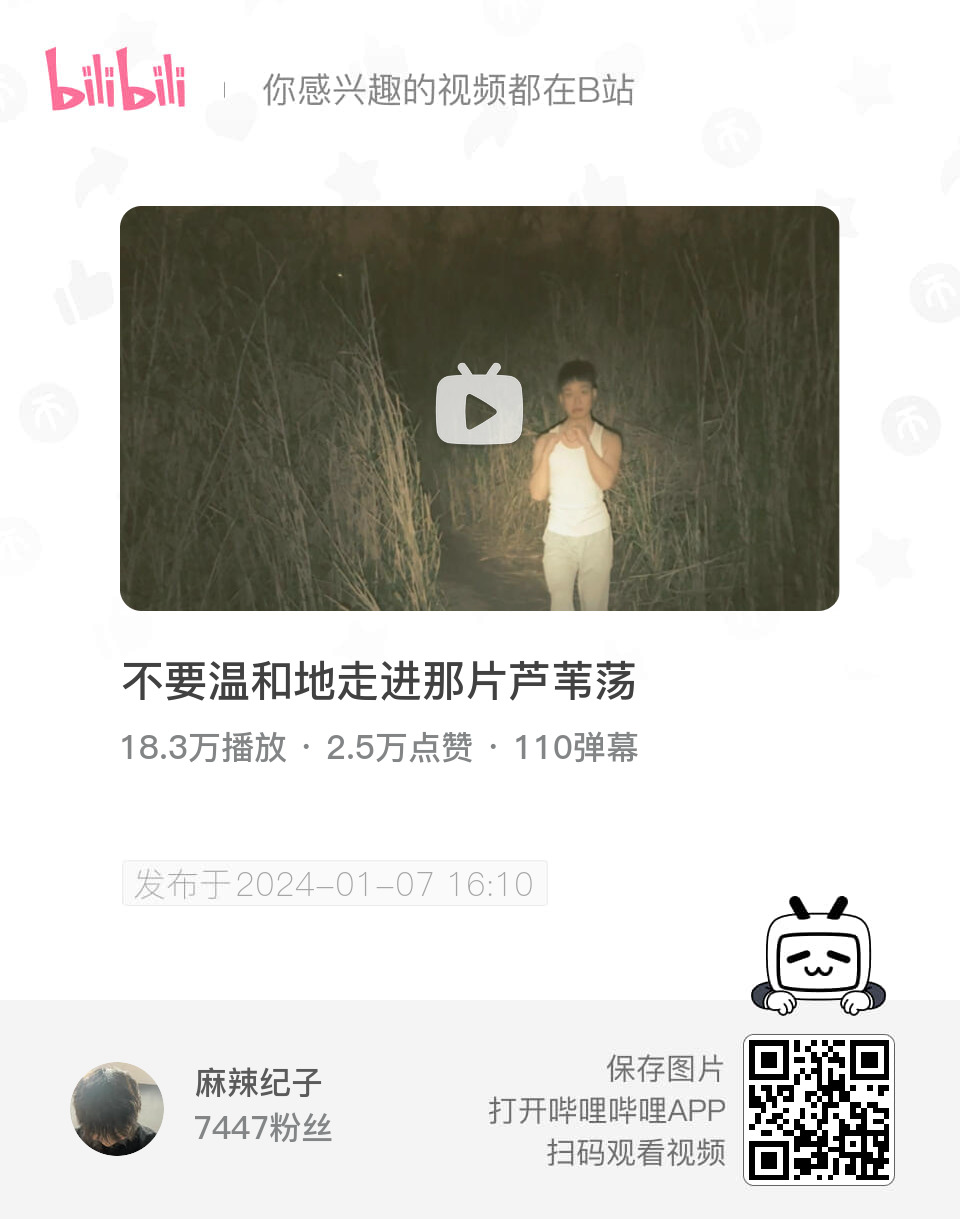 bilibili
你感兴趣的视频都在B站
不要温和地走进那片芦苇荡
18.3万播放 · 2.5万点赞 · 110弹幕
发布于2024-01-07 16:10
麻辣纪子
7447粉丝
保存图片
打开哔哩哔哩APP
扫码观看视频